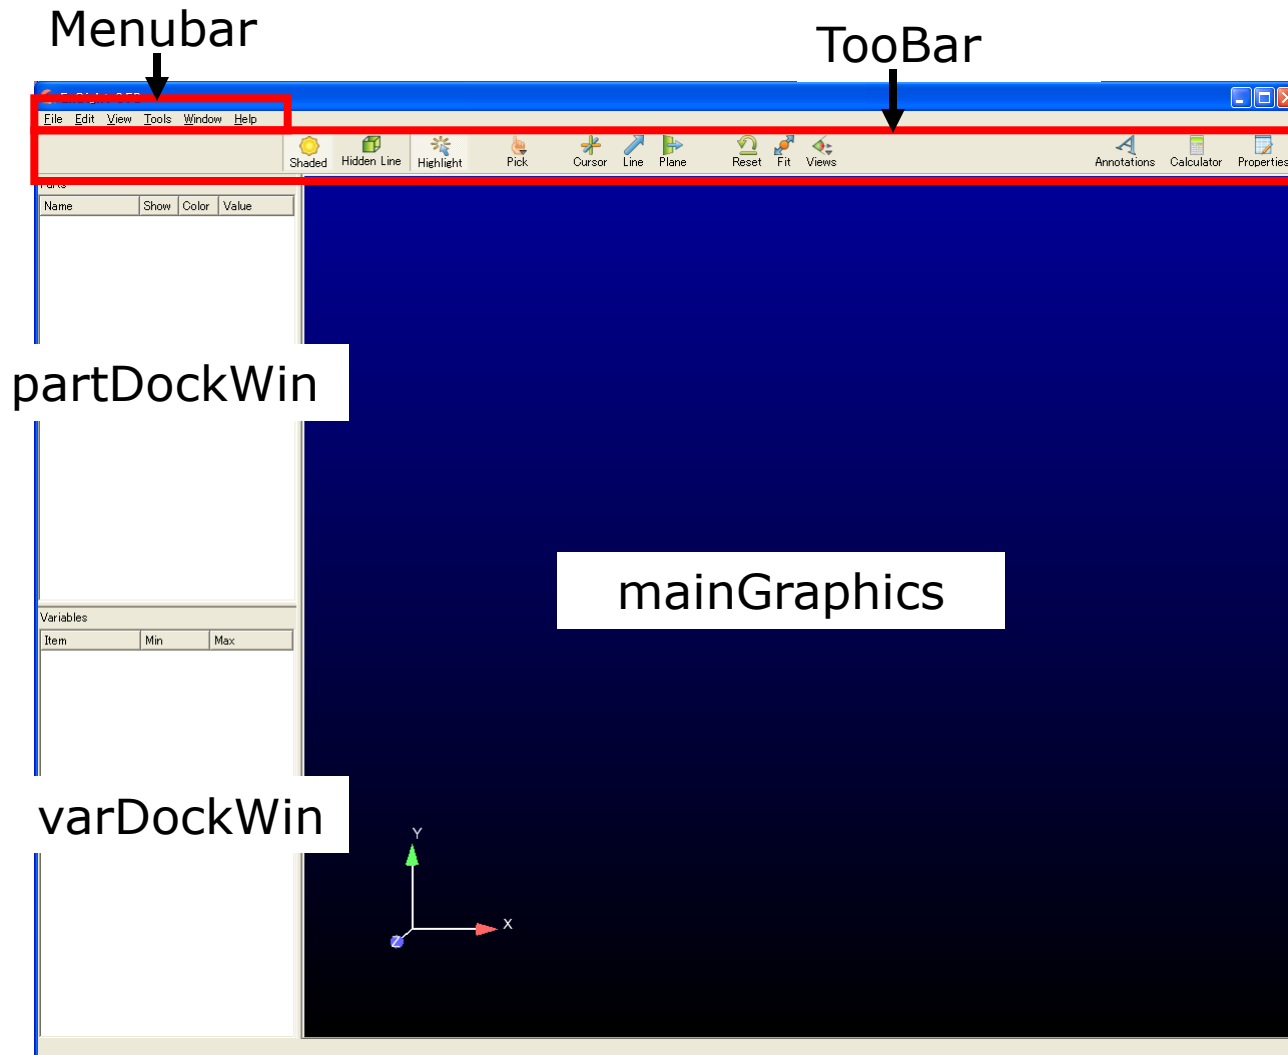 Menubar
TooBar
File Edit View Tools Window Help
Shaded Hidden Line Highlight Pick Cursor Line Plane Reset Fit Views Annotations Calculator Properties
Parts
Name Show Color Value
partDockWin
mainGraphics
Variables
Item Min Max
varDockWin
Y
X
Z